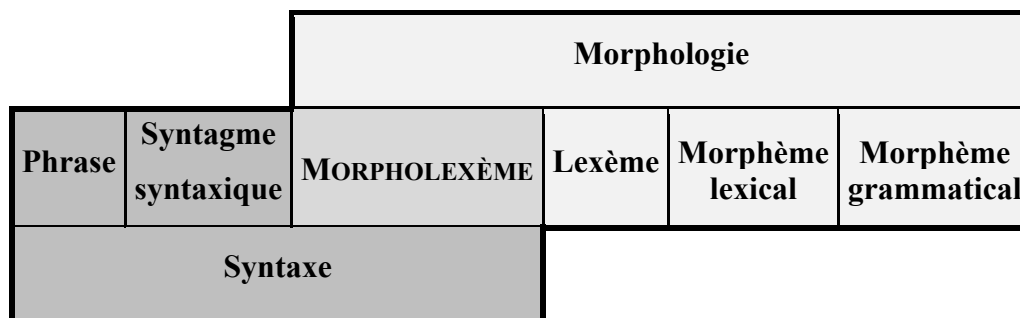 Morphologie
Phrase
Syntagme
syntaxique
MORPHOLEXÈME
Lexème
Morphème
lexical
Morphème
grammatical
Syntaxe